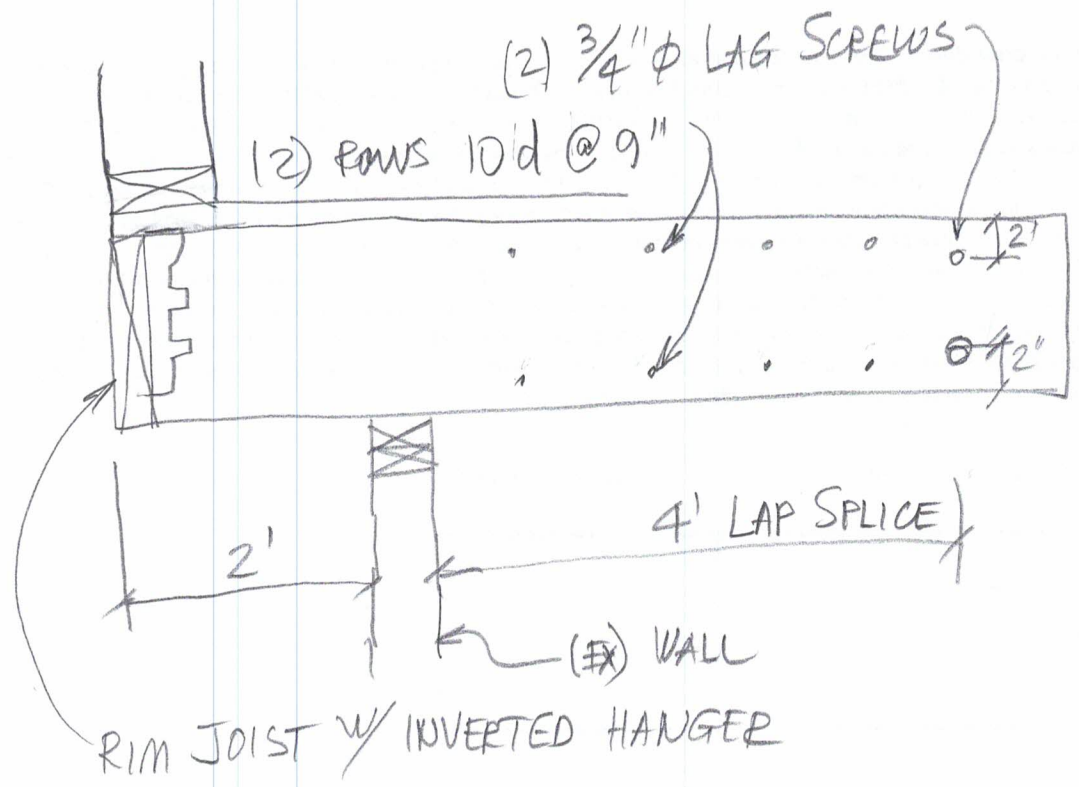 (2) 3/4"ϕ LAG SCREWS
(2) ROWS 10d @ 9"
2"
2"
4' LAP SPLICE
2'
(EX) WALL
RIM JOIST W/ INVERTED HANGER